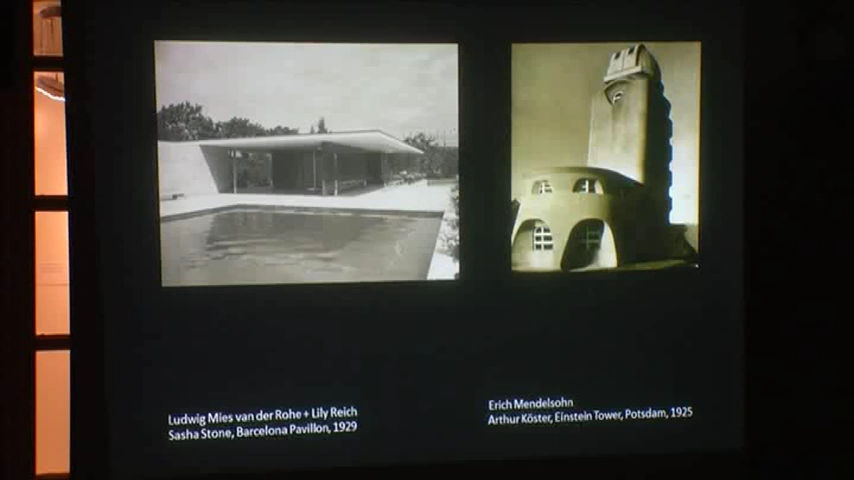 Ludwig Mies van der Rohe + Lily Reich
Sasha Stone, Barcelona Pavillon, 1929
Erich Mendelsohn
Arthur Köster, Einstein Tower, Potsdam, 1925